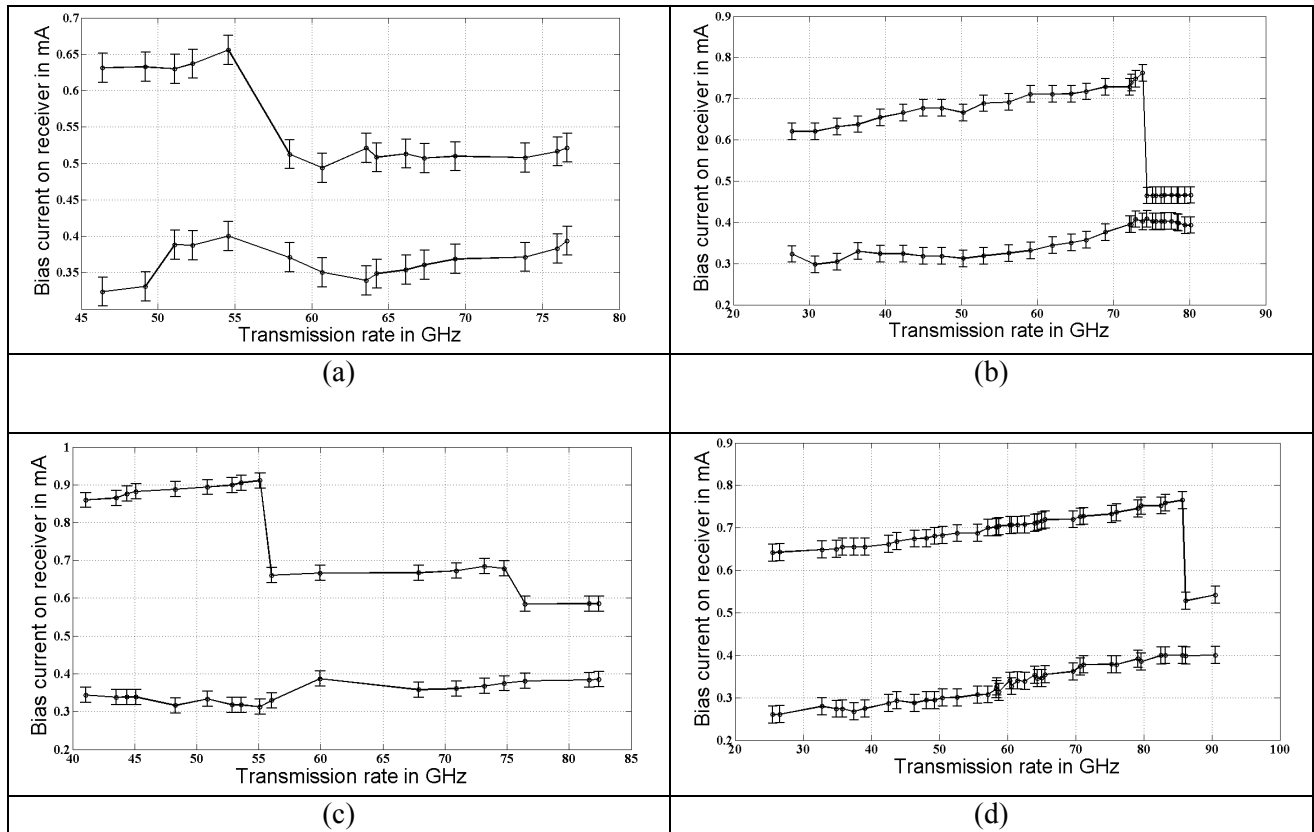 0.7
0.65
0.6
0.55
0.5
0.45
0.4
0.35
45 50 55 60 65 70 75 80
Bias current on receiver in mA
Transmission rate in GHz
(a)
0.9
0.8
0.7
0.6
0.5
0.4
0.3
0.2
20 30 40 50 60 70 80 90
Bias current on receiver in mA
Transmission rate in GHz
(b)
1
0.9
0.8
0.7
0.6
0.5
0.4
0.3
0.2
40 45 50 55 60 65 70 75 80 85
Bias current on receiver in mA
Transmission rate in GHz
(c)
0.9
0.8
0.7
0.6
0.5
0.4
0.3
0.2
20 30 40 50 60 70 80 90 100
Bias current on receiver in mA
Transmission rate in GHz
(d)